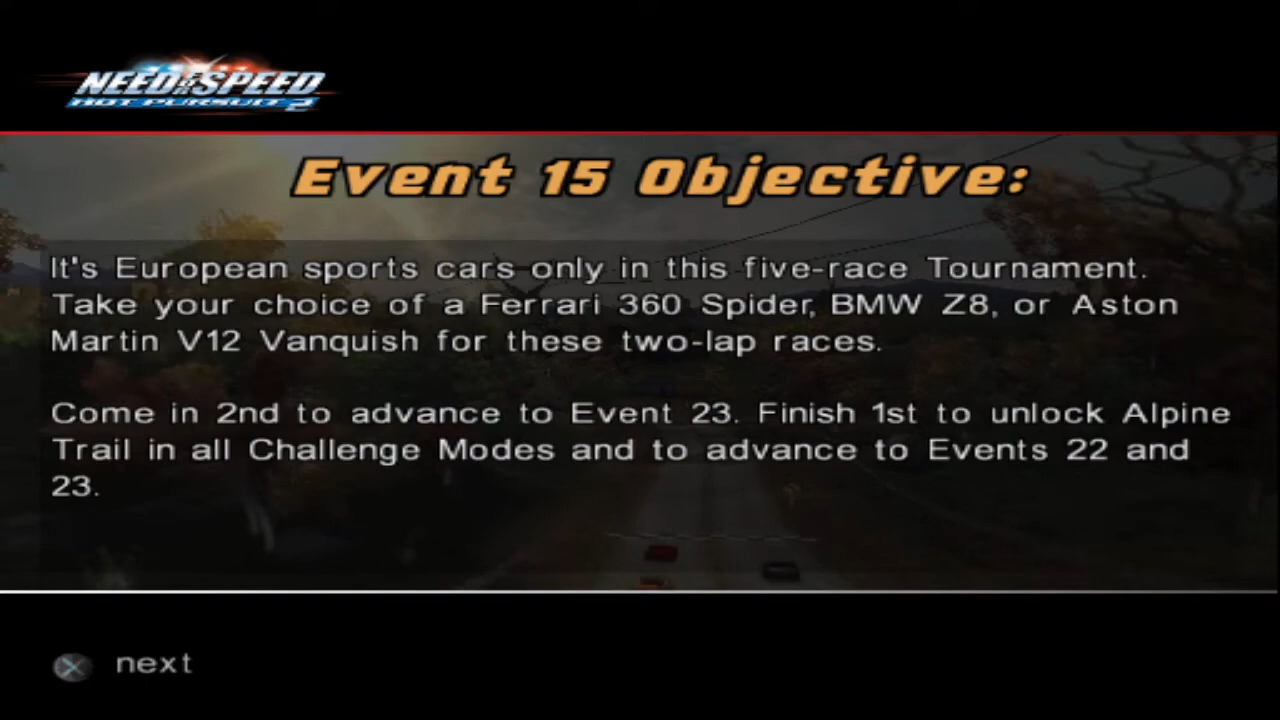 NEED FOR SPEED
HOT PURSUIT 2
Event 15 Objective:
It's European sports cars only in this five-race Tournament.
Take your choice of a Ferrari 360 Spider, BMW Z8, or Aston
Martin V12 Vanquish for these two-lap races.
Come in 2nd to advance to Event 23. Finish 1st to unlock Alpine
Trail in all Challenge Modes and to advance to Events 22 and
23.
next